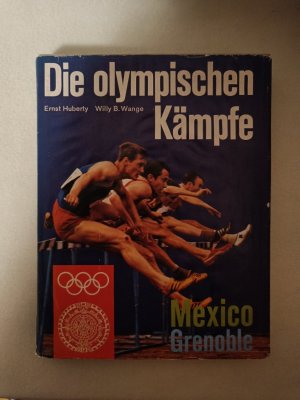 Die olympischen
Ernst Huberty Willy B. Wange
Kämpfe
Mexico
Grenoble